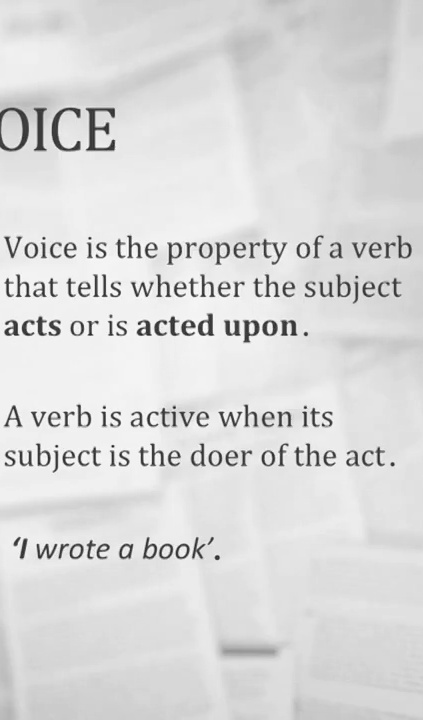 OICE
Voice is the property of a verb
that tells whether the subject
acts or is acted upon.
A verb is active when its
subject is the doer of the act.
‘I wrote a book’.